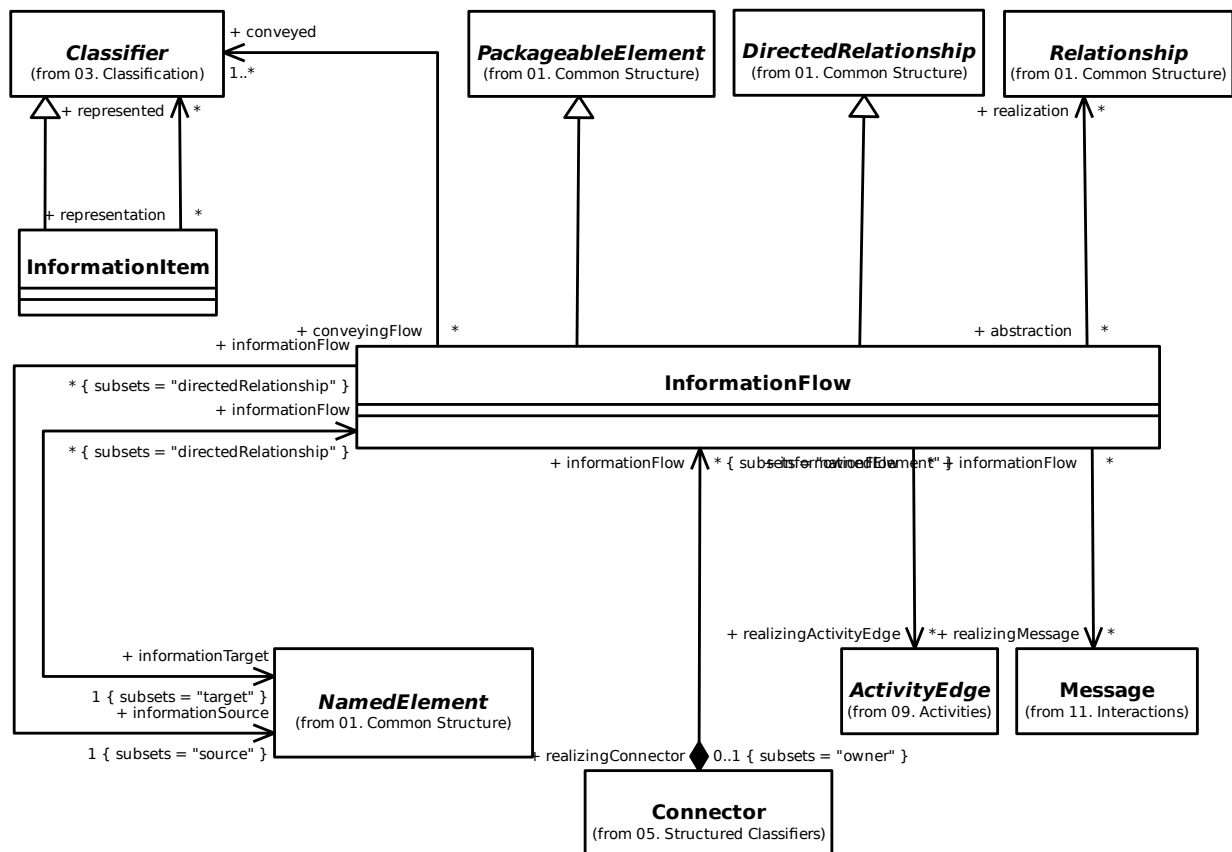 Classifier
(from 03. Classification)
+ conveyed
1..*
PackageableElement
(from 01. Common Structure)
DirectedRelationship
(from 01. Common Structure)
Relationship
(from 01. Common Structure)
+ represented *
+ realization *
+ representation *
InformationItem
+ conveyingFlow *
+ abstraction *
+ informationFlow
* { subsets = "directedRelationship" }
InformationFlow
+ informationFlow
* { subsets = "directedRelationship" }
+ informationFlow * { subsets = "ownedElement" }
+ informationFlow *
+ informationFlow *
+ realizingActivityEdge *
+ realizingMessage *
+ informationTarget
1 { subsets = "target" }
+ informationSource
1 { subsets = "source" }
NamedElement
(from 01. Common Structure)
ActivityEdge
(from 09. Activities)
Message
(from 11. Interactions)
+ realizingConnector 0..1 { subsets = "owner" }
Connector
(from 05. Structured Classifiers)